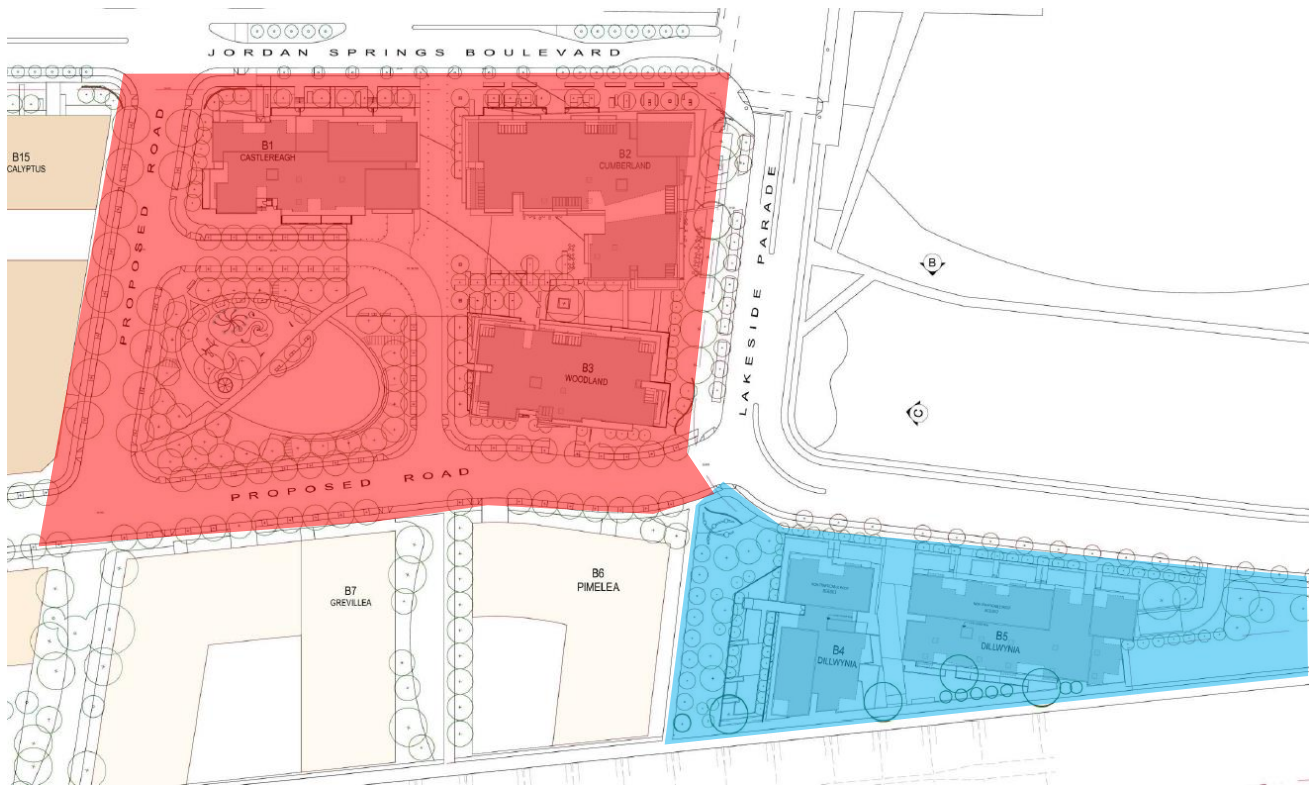 JORDAN SPRINGS BOULEVARD
B15
CALYPTUS
PROPOSED ROAD
B1
CASTLEREAGH
B2
CUMBERLAND
LAKESIDE PARADE
B
B3
WOODLAND
C
PROPOSED ROAD
B7
GREVILLEA
B6
PIMELEA
B4
DILLWYNIA
B5
DILLWYNIA